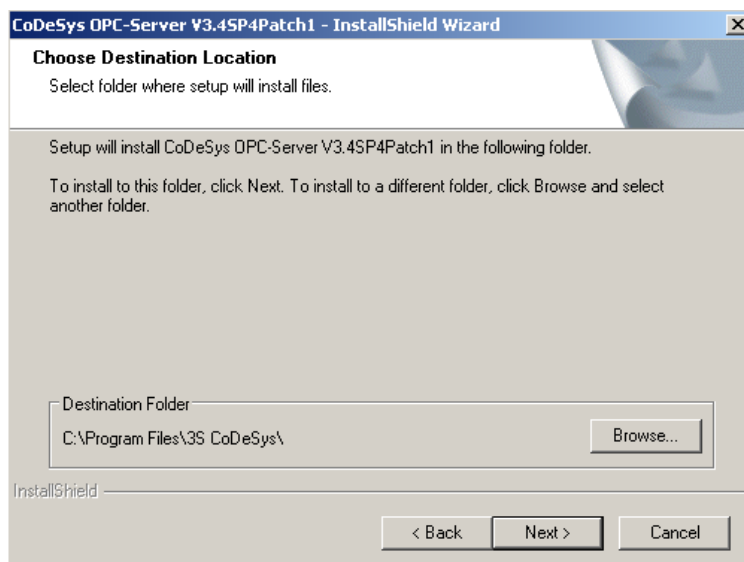 CoDeSys OPC-Server V3.4SP4Patch1 - InstallShield Wizard
Choose Destination Location
Select folder where setup will install files.
Setup will install CoDeSys OPC-Server V3.4SP4Patch1 in the following folder.
To install to this folder, click Next. To install to a different folder, click Browse and select
another folder.
Destination Folder
C:\Program Files\3S CoDeSys\
Browse...
InstallShield
< Back
Next >
Cancel